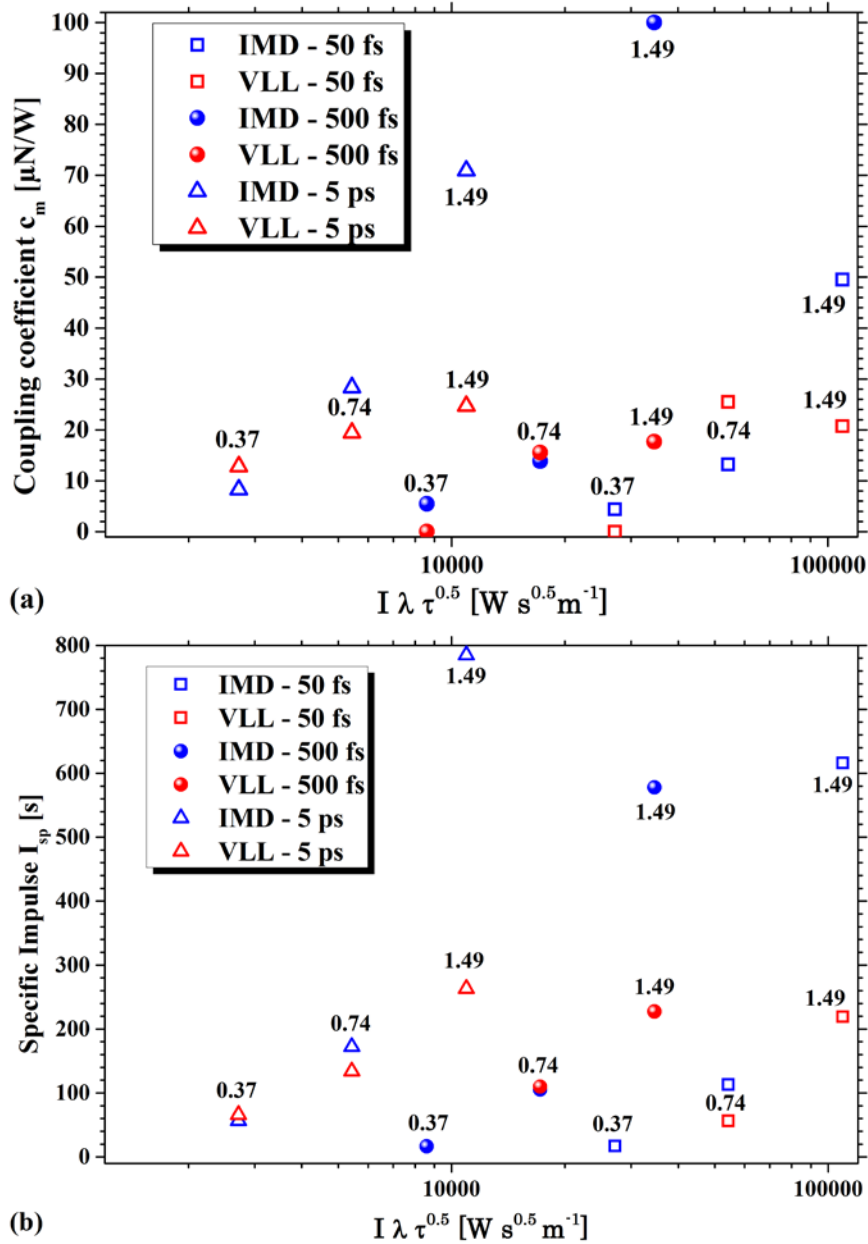 100
90
80
70
60
50
40
30
20
10
0
Coupling coefficient c_m [µN/W]
IMD - 50 fs
VLL - 50 fs
IMD - 500 fs
VLL - 500 fs
IMD - 5 ps
VLL - 5 ps
1.49
1.49
1.49
1.49
0.74
1.49
0.74
1.49
0.74
0.37
0.37
0.37
10000
100000
(a)
I λ τ^0.5 [W s^0.5 m^-1]
800
700
600
500
400
300
200
100
0
Specific Impulse I_sp [s]
IMD - 50 fs
VLL - 50 fs
IMD - 500 fs
VLL - 500 fs
IMD - 5 ps
VLL - 5 ps
1.49
1.49
1.49
1.49
1.49
1.49
0.74
0.74
0.74
0.37
0.37
0.37
10000
100000
(b)
I λ τ^0.5 [W s^0.5 m^-1]